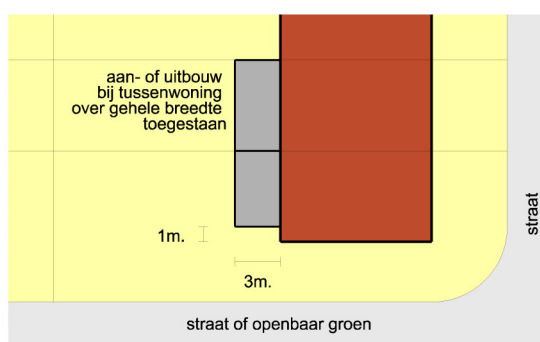 aan- of uitbouw
bij tussenwoning
over gehele breedte
toegestaan
1m.
3m.
straat
straat of openbaar groen